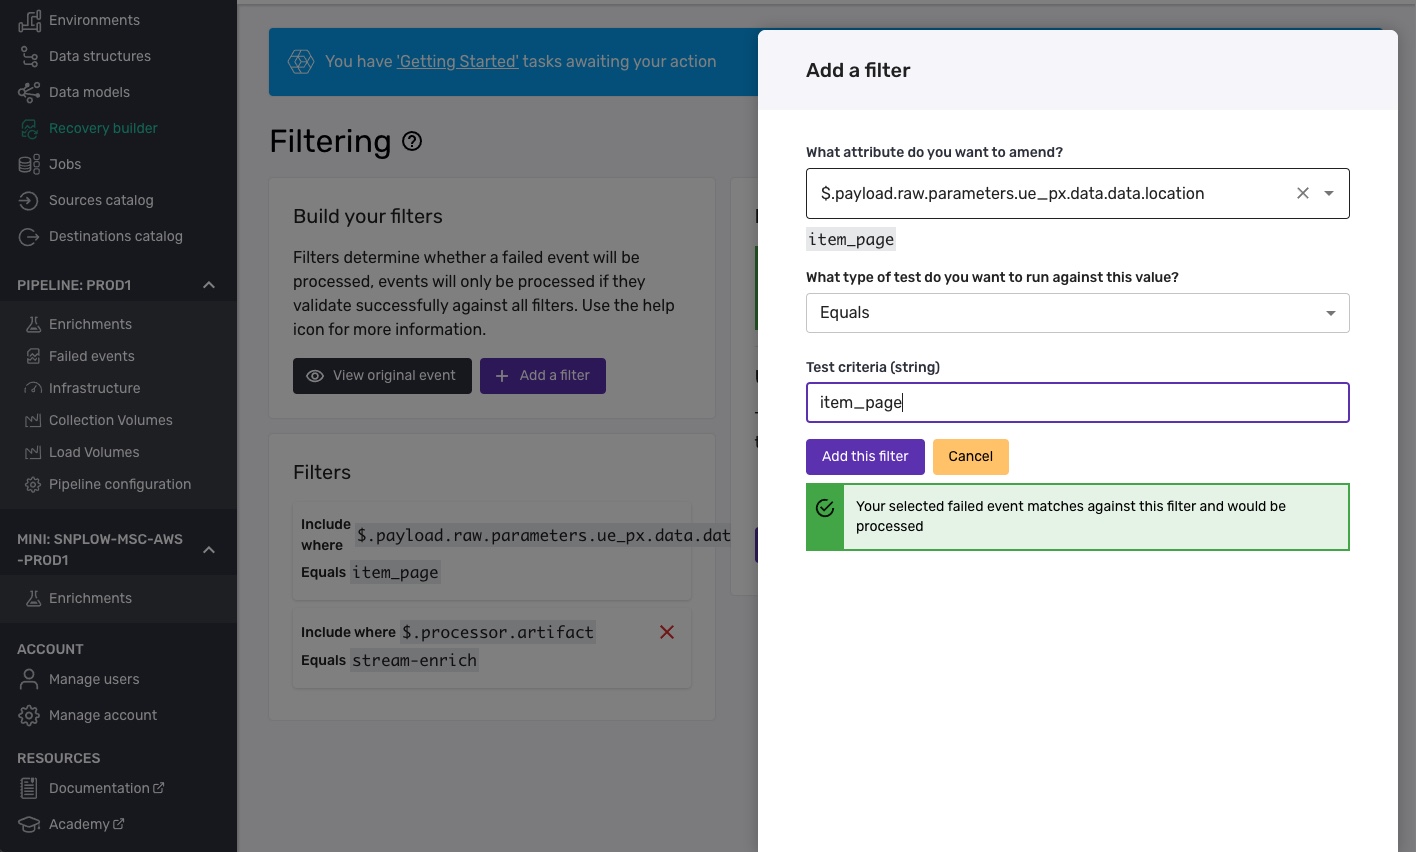 Environments
Data structures
Data models
Recovery builder
Jobs
Sources catalog
Destinations catalog
PIPELINE: PROD1
Enrichments
Failed events
Infrastructure
Collection Volumes
Load Volumes
Pipeline configuration
MINI: SNPLOW-MSC-AWS
-PROD1
Enrichments
ACCOUNT
Manage users
Manage account
RESOURCES
Documentation
Academy
You have 'Getting Started' tasks awaiting your action
Filtering
Build your filters
Filters determine whether a failed event will be
processed, events will only be processed if they
validate successfully against all filters. Use the help
icon for more information.
View original event
+ Add a filter
Filters
Include
where
$.payload.raw.parameters.ue_px.data.dat
Equals item_page
Include where $.processor.artifact
Equals stream-enrich
Add a filter
What attribute do you want to amend?
$.payload.raw.parameters.ue_px.data.data.location
item_page
What type of test do you want to run against this value?
Equals
Test criteria (string)
item_page
Add this filter
Cancel
Your selected failed event matches against this filter and would be
processed